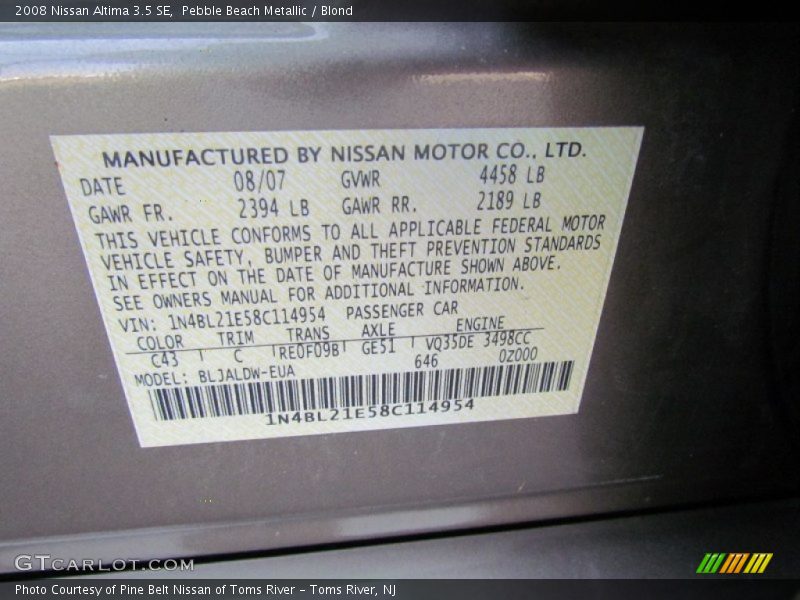 2008 Nissan Altima 3.5 SE, Pebble Beach Metallic / Blond
MANUFACTURED BY NISSAN MOTOR CO., LTD.
DATE 08/07 GVWR 4458 LB
GAWR FR. 2394 LB GAWR RR. 2189 LB
THIS VEHICLE CONFORMS TO ALL APPLICABLE FEDERAL MOTOR
VEHICLE SAFETY, BUMPER AND THEFT PREVENTION STANDARDS
IN EFFECT ON THE DATE OF MANUFACTURE SHOWN ABOVE.
SEE OWNERS MANUAL FOR ADDITIONAL INFORMATION.
VIN: 1N4BL21E58C114954 PASSENGER CAR
COLOR TRIM TRANS AXLE ENGINE
C43 C RE0F09B GE51 VQ35DE 3498CC
MODEL: BLJALDW-EUA 646 0Z000
1N4BL21E58C114954
GTCARLOT.COM
Photo Courtesy of Pine Belt Nissan of Toms River – Toms River, NJ